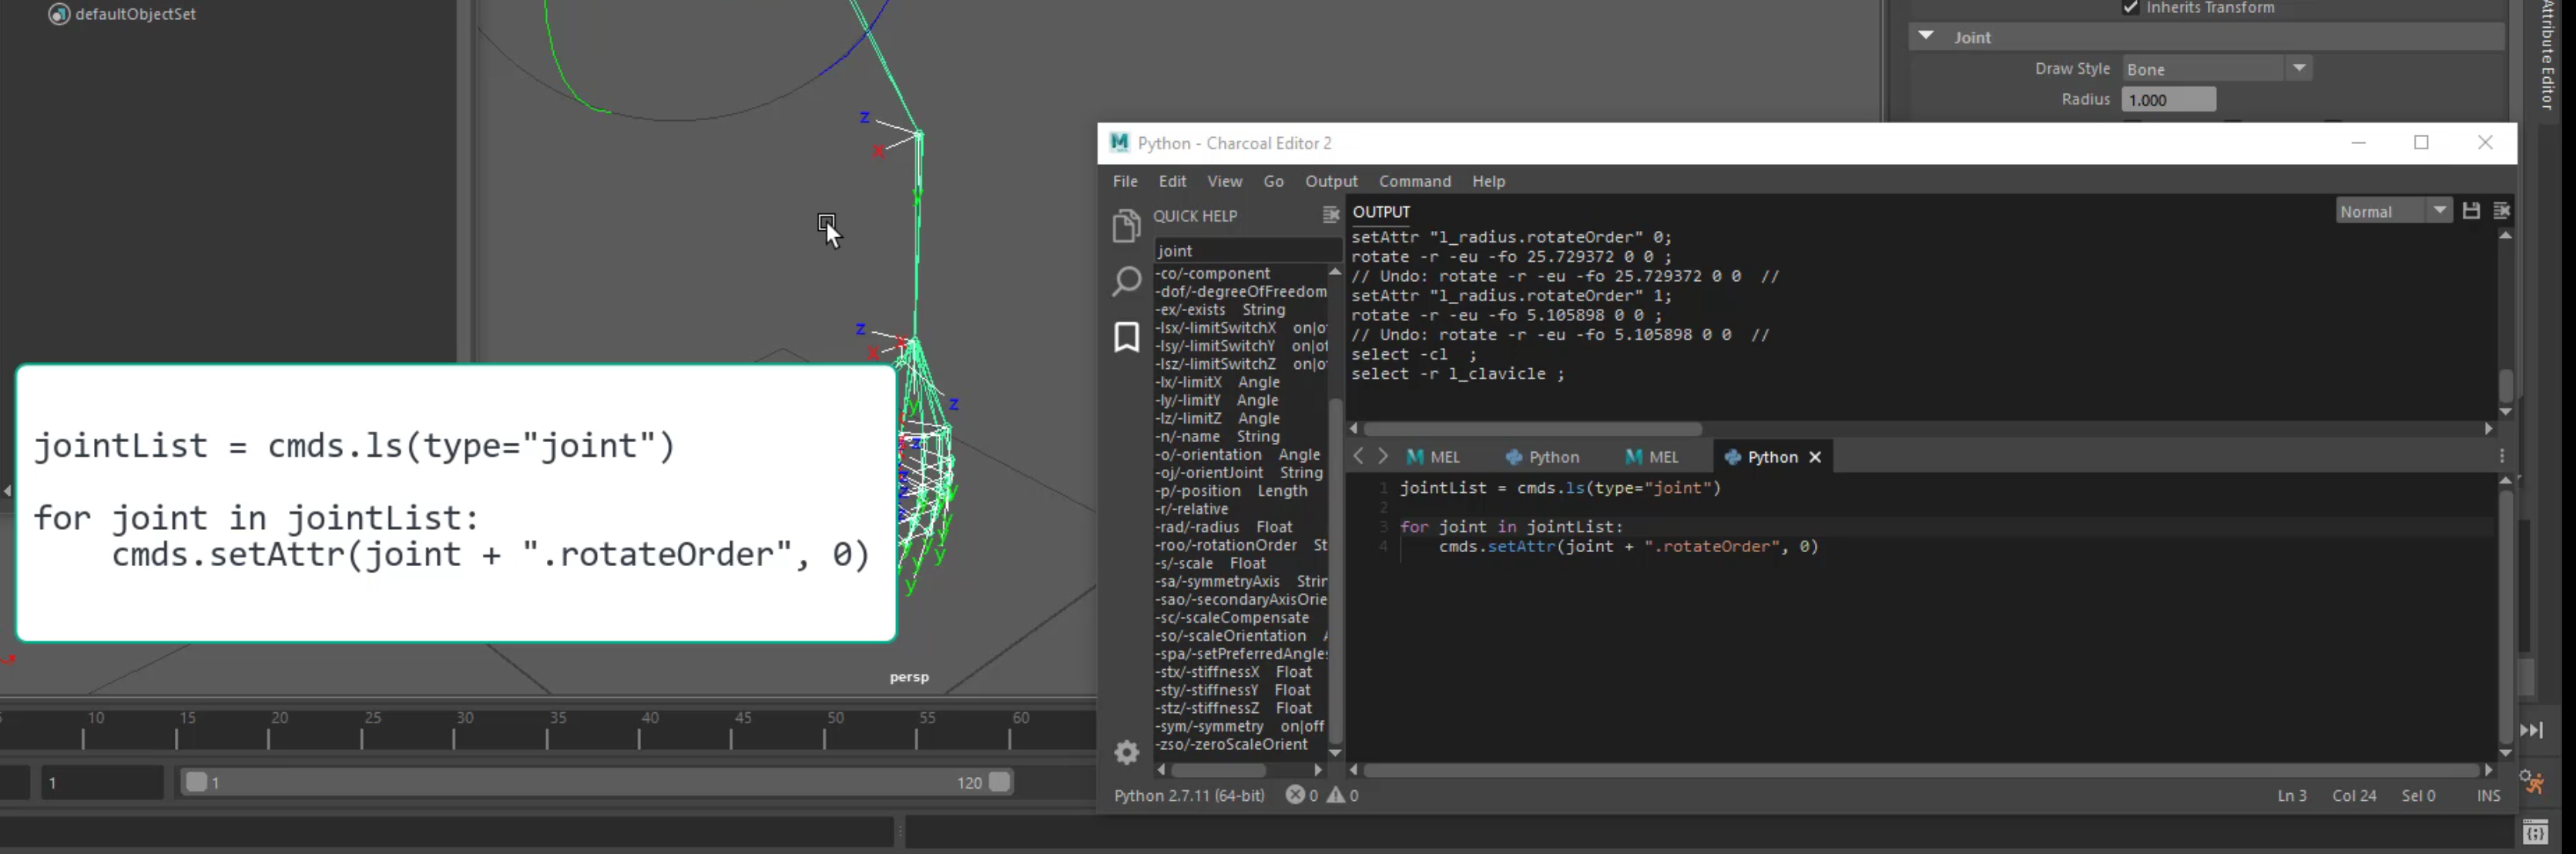 defaultObjectSet
z
x
y
z
x
x
z
y
z
z
z
y
y
y
y
y
x
persp
jointList = cmds.ls(type="joint")
for joint in jointList:
    cmds.setAttr(joint + ".rotateOrder", 0)
10 15 20 25 30 35 40 45 50 55 60
1
1
120
Inherits Transform
Joint
Draw Style Bone
Radius 1.000
Attribute Editor
M Python - Charcoal Editor 2
File Edit View Go Output Command Help
QUICK HELP
joint
-co/-component
-dof/-degreeOfFreedom
-ex/-exists String
-lsx/-limitSwitchX on|o
-lsy/-limitSwitchY on|o
-lsz/-limitSwitchZ on|o
-lx/-limitX Angle
-ly/-limitY Angle
-lz/-limitZ Angle
-n/-name String
-o/-orientation Angle
-oj/-orientJoint String
-p/-position Length
-r/-relative
-rad/-radius Float
-roo/-rotationOrder St
-s/-scale Float
-sa/-symmetryAxis Strin
-sao/-secondaryAxisOrie
-sc/-scaleCompensate
-so/-scaleOrientation
-spa/-setPreferredAngles
-stx/-stiffnessX Float
-sty/-stiffnessY Float
-stz/-stiffnessZ Float
-sym/-symmetry on|off
-zso/-zeroScaleOrient
OUTPUT
Normal
setAttr "l_radius.rotateOrder" 0;
rotate -r -eu -fo 25.729372 0 0 ;
// Undo: rotate -r -eu -fo 25.729372 0 0  //
setAttr "l_radius.rotateOrder" 1;
rotate -r -eu -fo 5.105898 0 0 ;
// Undo: rotate -r -eu -fo 5.105898 0 0  //
select -cl  ;
select -r l_clavicle ;
M MEL Python M MEL Python
1 jointList = cmds.ls(type="joint")
2
3 for joint in jointList:
4     cmds.setAttr(joint + ".rotateOrder", 0)
Python 2.7.11 (64-bit) 0 0
Ln 3 Col 24 Sel 0 INS